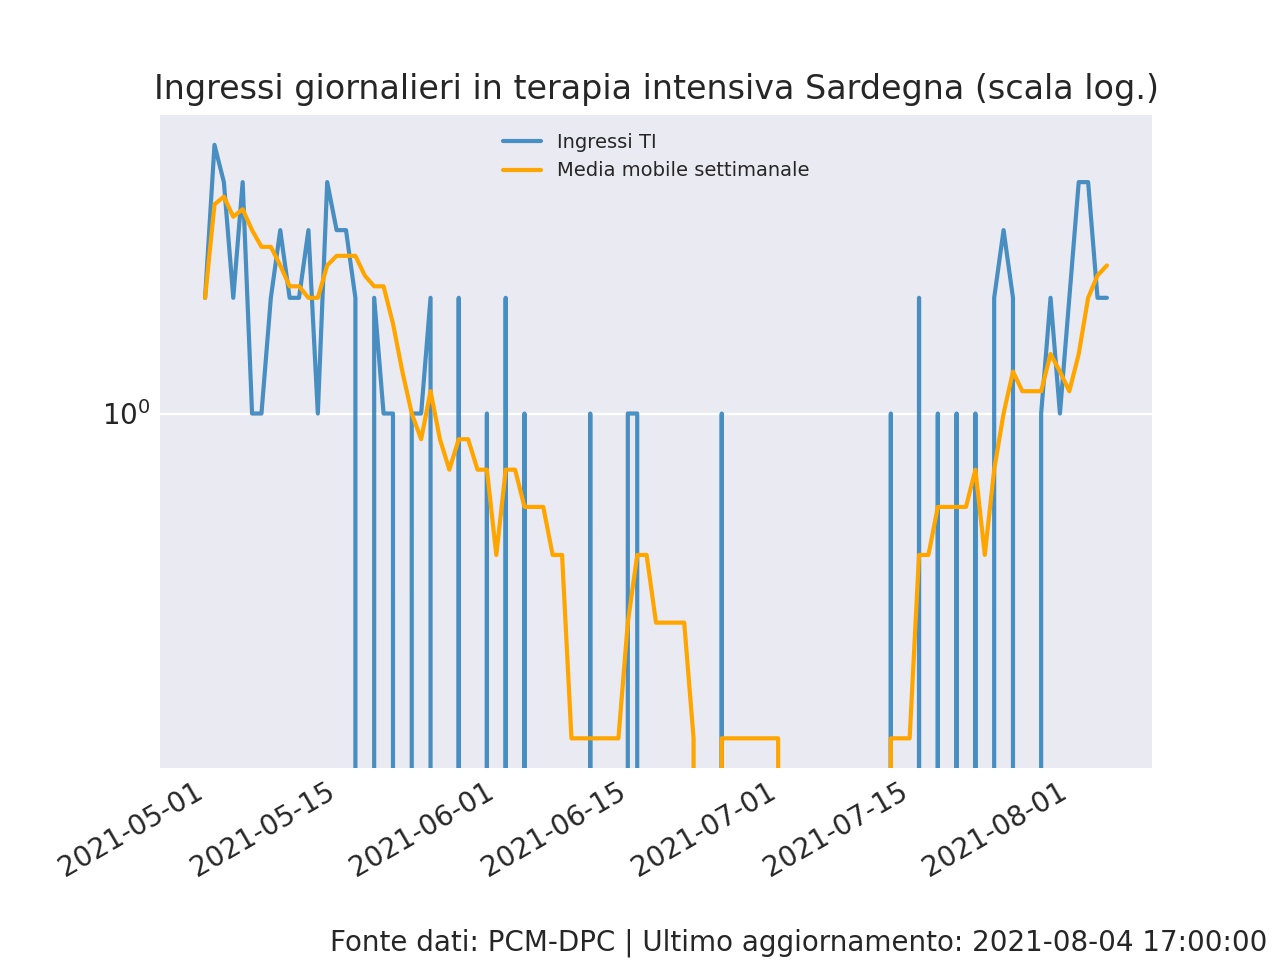 Ingressi giornalieri in terapia intensiva Sardegna (scala log.)
Ingressi TI
Media mobile settimanale
10⁰
2021-05-01
2021-05-15
2021-06-01
2021-06-15
2021-07-01
2021-07-15
2021-08-01
Fonte dati: PCM-DPC | Ultimo aggiornamento: 2021-08-04 17:00:00